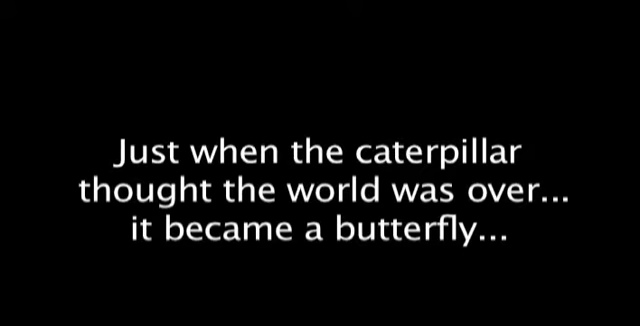 Just when the caterpillar
thought the world was over...
it became a butterfly...